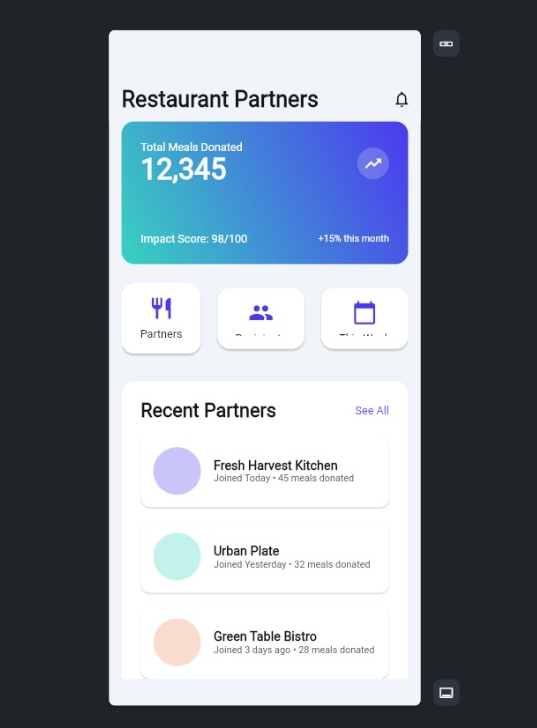 Restaurant Partners
Total Meals Donated
12,345
Impact Score: 98/100
+15% this month
Partners
Recent Partners
See All
Fresh Harvest Kitchen
Joined Today • 45 meals donated
Urban Plate
Joined Yesterday • 32 meals donated
Green Table Bistro
Joined 3 days ago • 28 meals donated